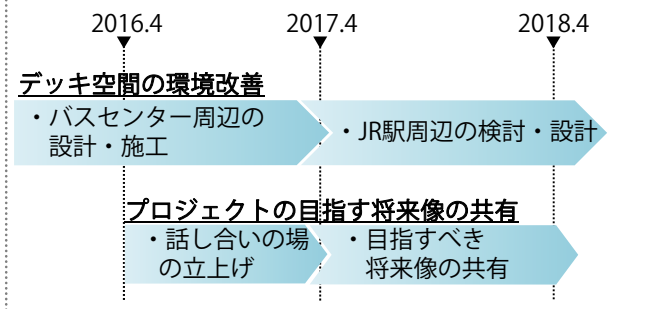 2016.4 2017.4 2018.4
デッキ空間の環境改善
・バスセンター周辺の
設計・施工
・JR駅周辺の検討・設計
プロジェクトの目指す将来像の共有
・話し合いの場
の立上げ
・目指すべき
将来像の共有